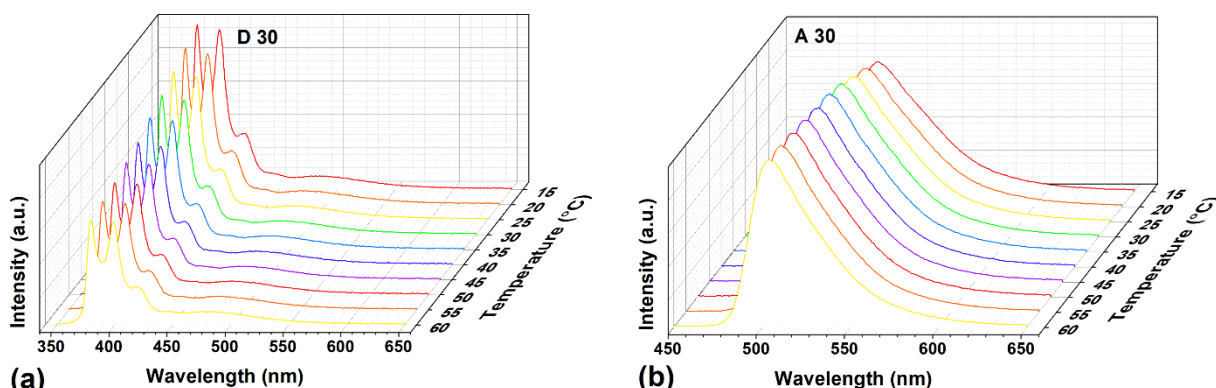 D 30
Intensity (a.u.)
15
20
25
30
35
40
45
50
55
60
Temperature (°C)
350 400 450 500 550 600 650
Wavelength (nm)
(a)
A 30
Intensity (a.u.)
15
20
25
30
35
40
45
50
55
60
Temperature (°C)
450 500 550 600 650
Wavelength (nm)
(b)